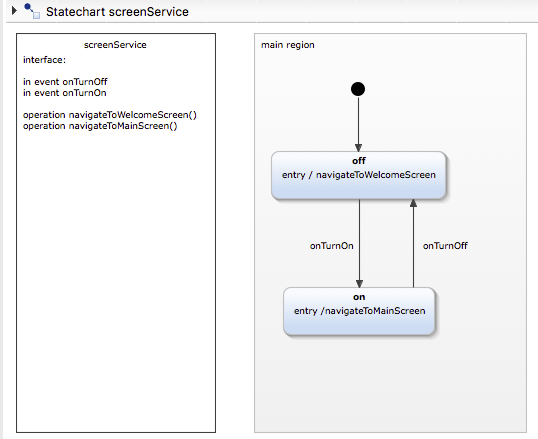 Statechart screenService
screenService
interface:
in event onTurnOff
in event onTurnOn
operation navigateToWelcomeScreen()
operation navigateToMainScreen()
main region
off
entry / navigateToWelcomeScreen
onTurnOn
onTurnOff
on
entry /navigateToMainScreen